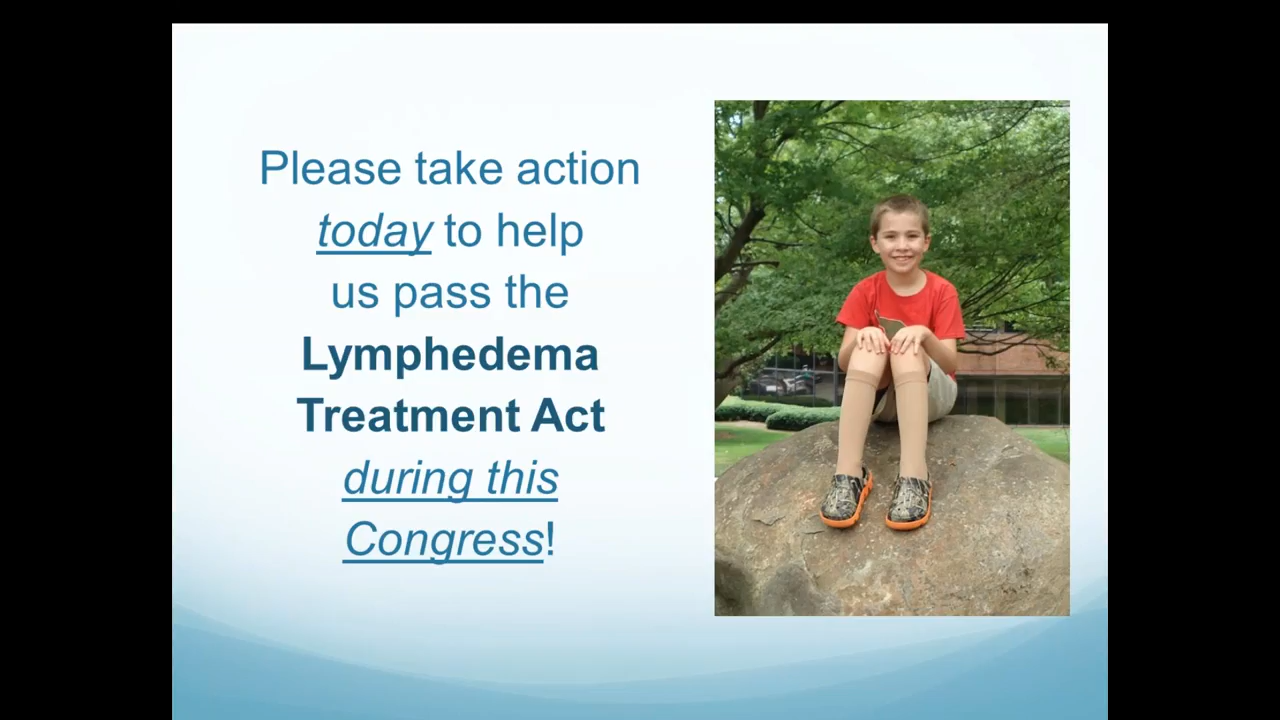 Please take action
today to help
us pass the
Lymphedema
Treatment Act
during this
Congress!